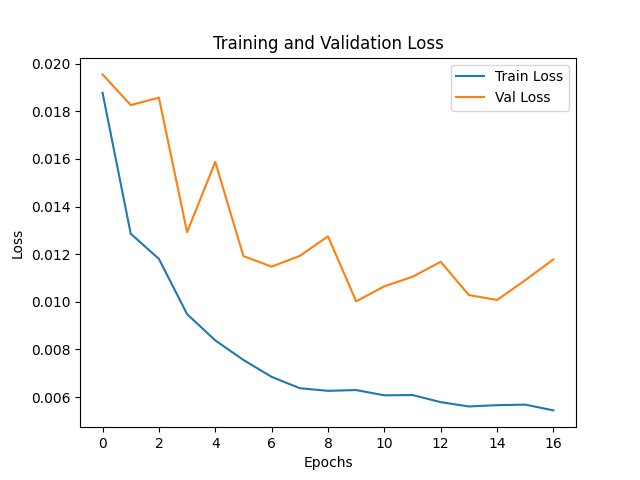 Training and Validation Loss
Train Loss
Val Loss
0.020
0.018
0.016
0.014
0.012
0.010
0.008
0.006
Loss
0 2 4 6 8 10 12 14 16
Epochs